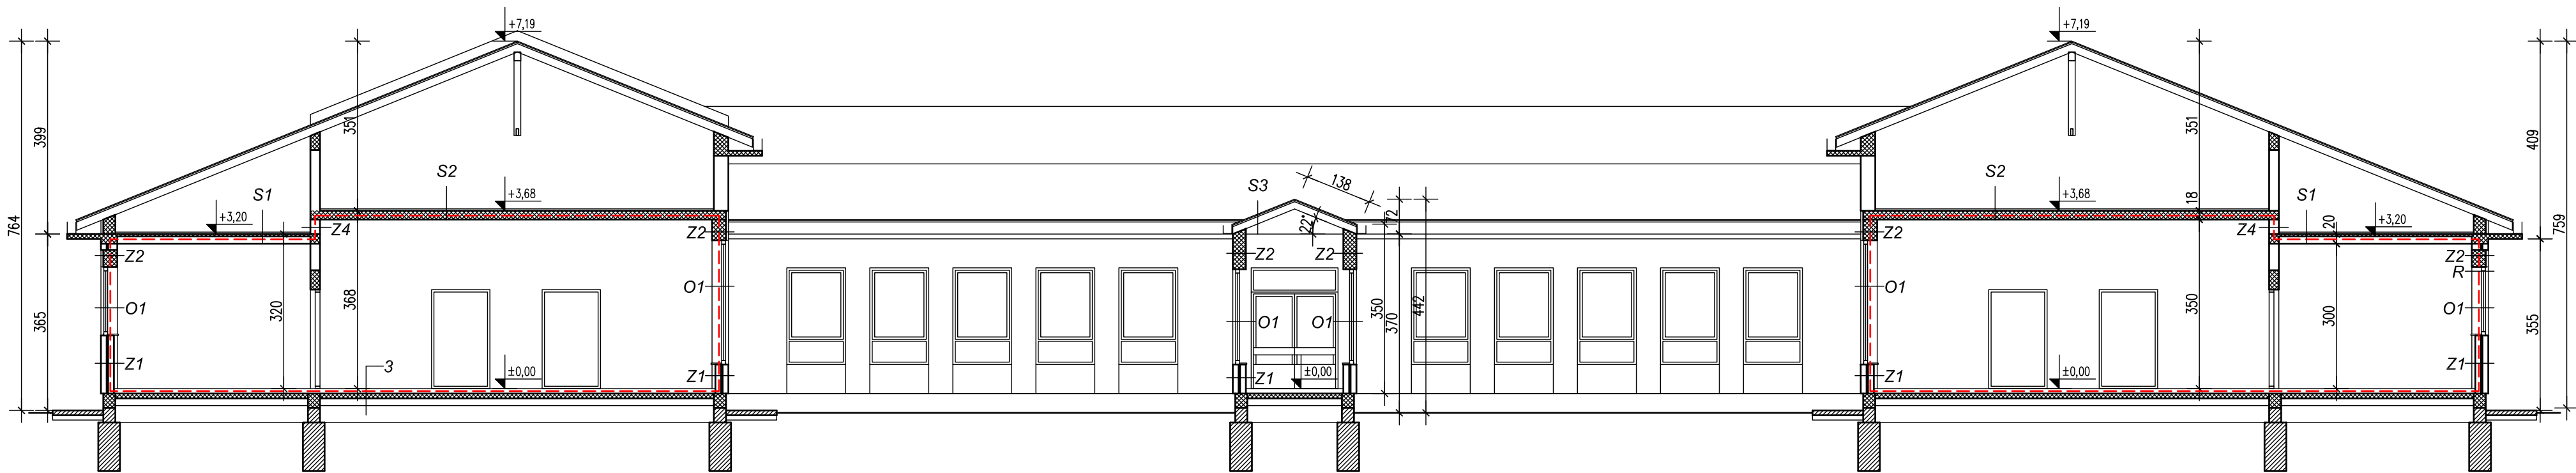 +7,19
+7,19
399
351
351
409
138
S1
S2
S3
S2
S1
+3,20
+3,68
+3,68
+3,20
18
20
72
22°
764
759
Z4
Z2
Z2
Z2
Z2
Z4
Z2
Z2
R
O1
O1
O1
O1
O1
O1
365
320
368
350
370
442
350
300
355
Z1
3
Z1
Z1
Z1
Z1
±0,00
±0,00
±0,00